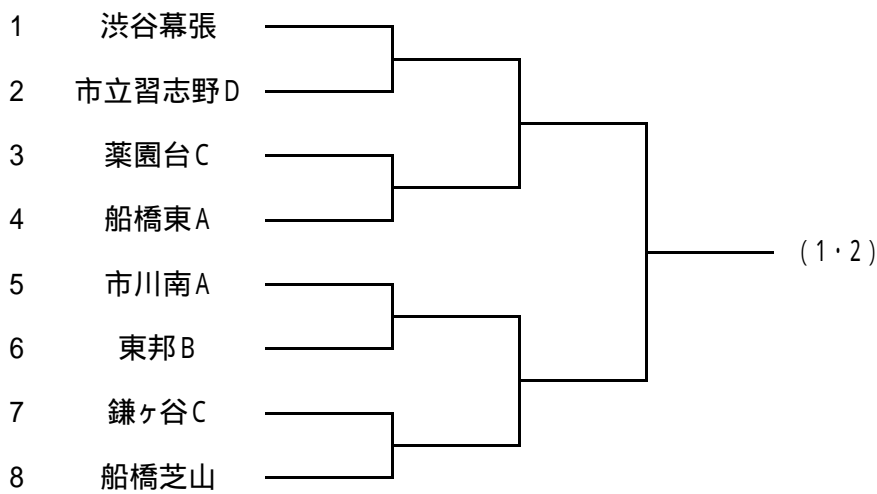 1 渋谷幕張
2 市立習志野D
3 薬園台C
4 船橋東A
(1・2)
5 市川南A
6 東邦B
7 鎌ヶ谷C
8 船橋芝山